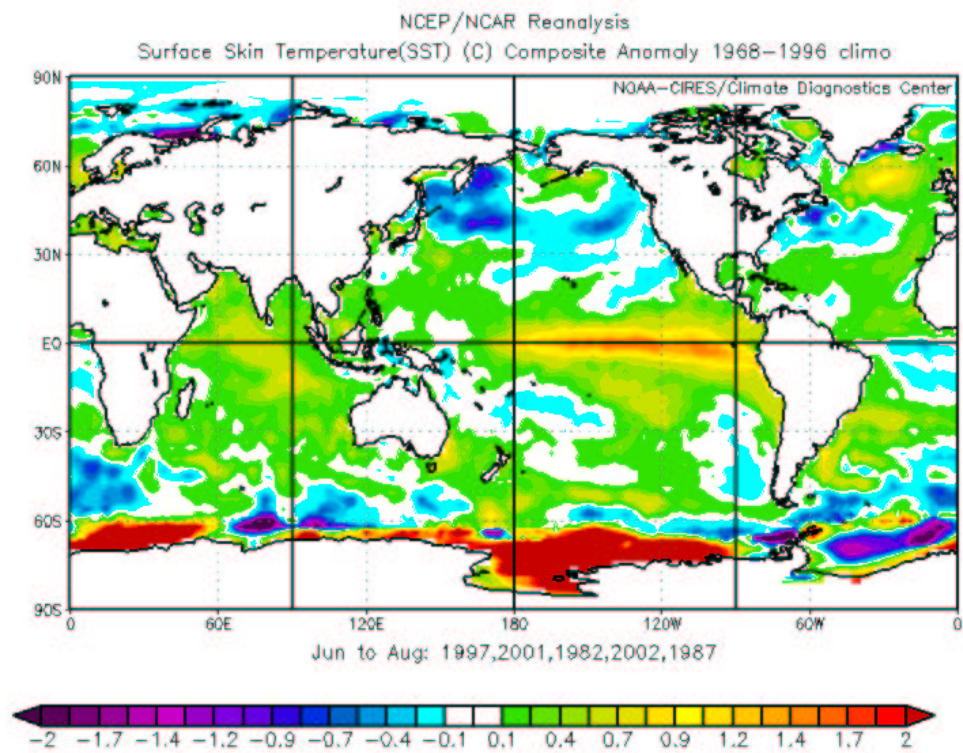 NCEP/NCAR Reanalysis
Surface Skin Temperature(SST) (C) Composite Anomaly 1968-1996 climo
NOAA-CIRES/Climate Diagnostics Center
90N
60N
30N
EQ
30S
60S
90S
0 60E 120E 180 120W 60W 0
Jun to Aug: 1997,2001,1982,2002,1987
-2 -1.7 -1.4 -1.2 -0.9 -0.7 -0.4 -0.1 0.1 0.4 0.7 0.9 1.2 1.4 1.7 2